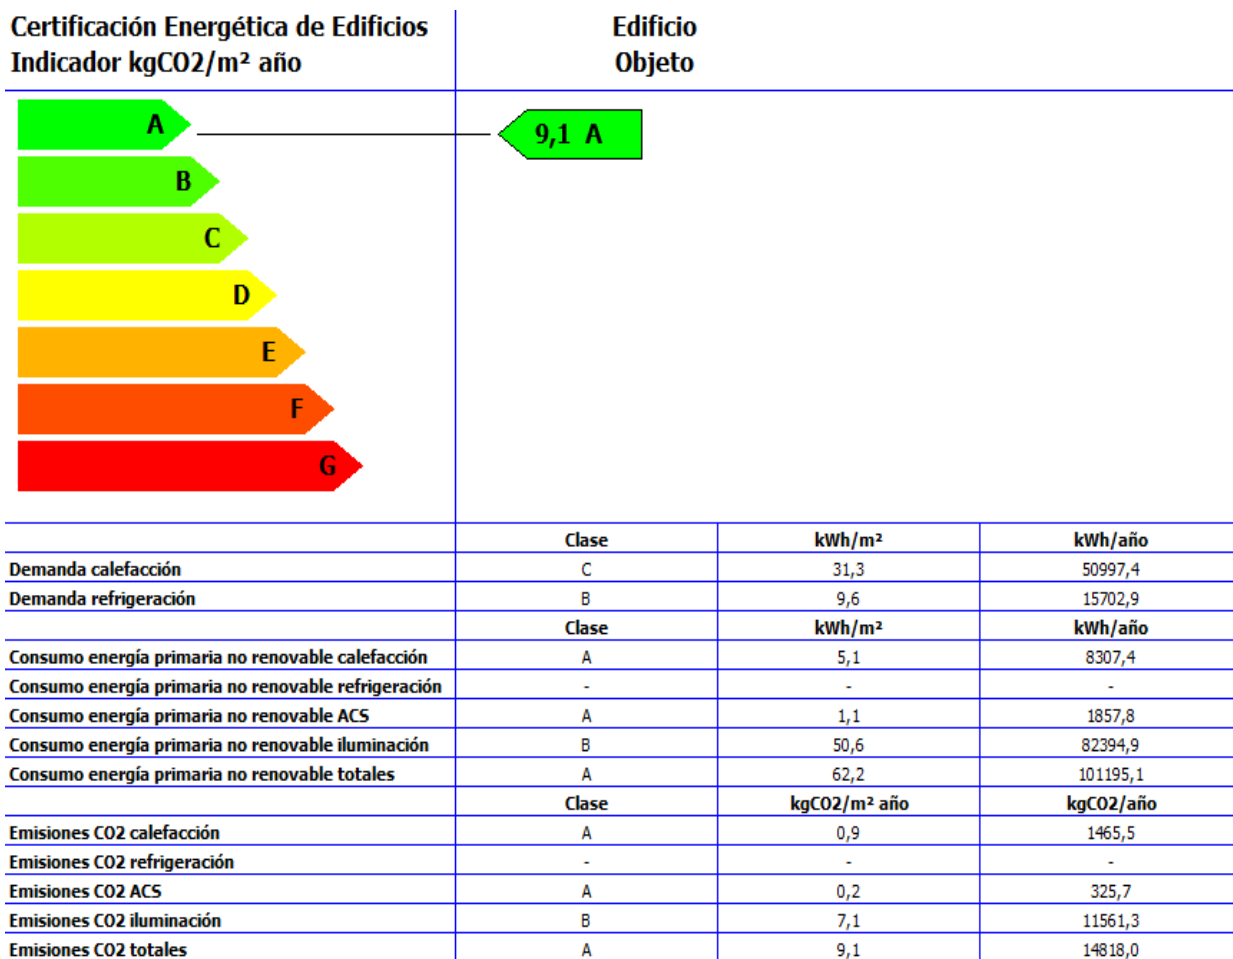 Certificación Energética de Edificios
Indicador kgCO2/m² año
Edificio
Objeto
A
9,1 A
B
C
D
E
F
G
Clase kWh/m² kWh/año
Demanda calefacción C 31,3 50997,4
Demanda refrigeración B 9,6 15702,9
Clase kWh/m² kWh/año
Consumo energía primaria no renovable calefacción A 5,1 8307,4
Consumo energía primaria no renovable refrigeración - - -
Consumo energía primaria no renovable ACS A 1,1 1857,8
Consumo energía primaria no renovable iluminación B 50,6 82394,9
Consumo energía primaria no renovable totales A 62,2 101195,1
Clase kgCO2/m² año kgCO2/año
Emisiones CO2 calefacción A 0,9 1465,5
Emisiones CO2 refrigeración - - -
Emisiones CO2 ACS A 0,2 325,7
Emisiones CO2 iluminación B 7,1 11561,3
Emisiones CO2 totales A 9,1 14818,0